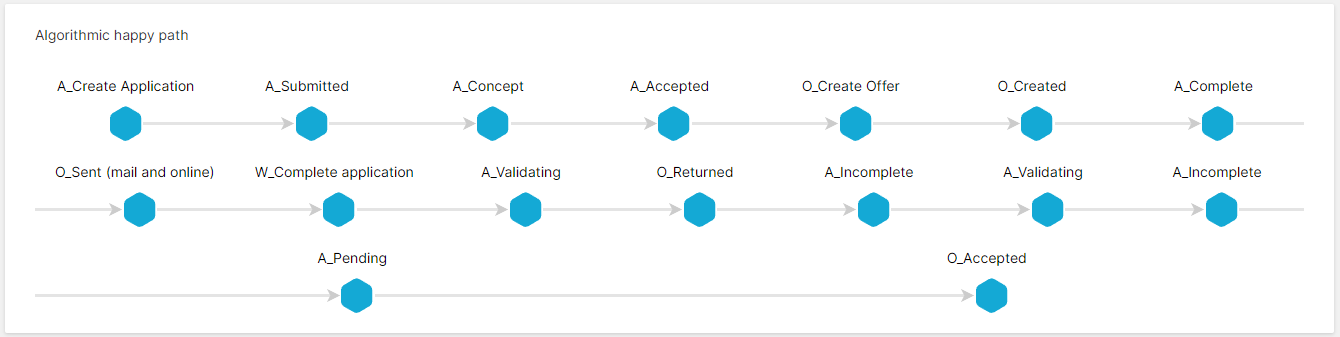 Algorithmic happy path
A_Create Application A_Submitted A_Concept A_Accepted O_Create Offer O_Created A_Complete
O_Sent (mail and online) W_Complete application A_Validating O_Returned A_Incomplete A_Validating A_Incomplete
A_Pending O_Accepted